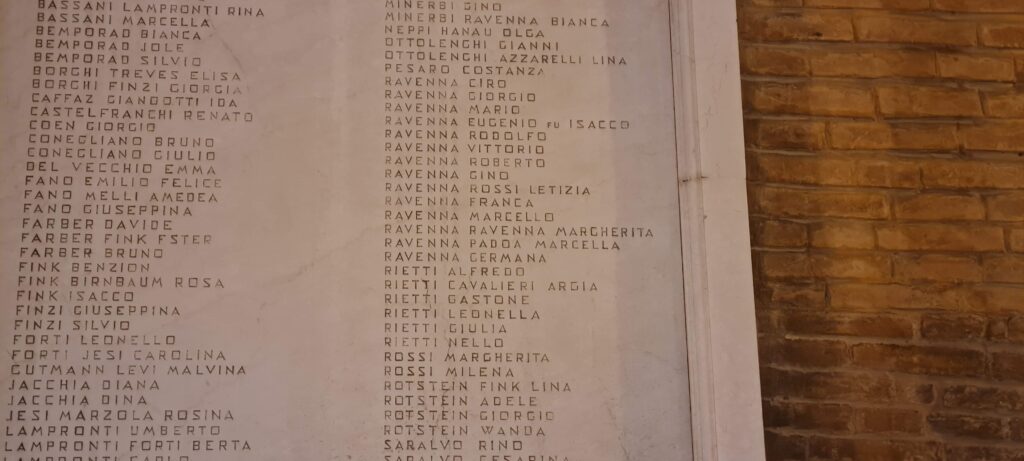 BASSANI LAMPRONTI RINA
BASSANI MARCELLA
BEMPORAD BIANCA
BEMPORAD JOLE
BEMPORAD SILVIO
BORGHI TREVES ELISA
BORGHI FINZI GIORGIA
CAFFAZ GIANDOTTI IDA
CASTELFRANCHI RENATO
COEN GIORGIO
CONEGLIANO BRUNO
CONEGLIANO GIULIO
DEL VECCHIO EMMA
FANO EMILIO FELICE
FANO MELLI AMEDEA
FANO GIUSEPPINA
FARBER DAVIDE
FARBER FINK ESTER
FARBER BRUNO
FINK BENZION
FINK BIRNBAUM ROSA
FINK ISACCO
FINZI GIUSEPPINA
FINZI SILVIO
FORTI LEONELLO
FORTI JESI CAROLINA
GUTMANN LEVI MALVINA
JACCHIA DIANA
JACCHIA DINA
JESI MARZOLA ROSINA
LAMPRONTI UMBERTO
LAMPRONTI FORTI BERTA
LAMPRONTI CARLO
MINERBI GINO
MINERBI RAVENNA BIANCA
NEPPI HANAU OLGA
OTTOLENGHI GIANNI
OTTOLENGHI AZZARELLI LINA
PESARO COSTANZA
RAVENNA CIRO
RAVENNA GIORGIO
RAVENNA MARIO
RAVENNA EUGENIO FU ISACCO
RAVENNA RODOLFO
RAVENNA VITTORIO
RAVENNA ROBERTO
RAVENNA GINO
RAVENNA ROSSI LETIZIA
RAVENNA FRANCA
RAVENNA MARCELLO
RAVENNA RAVENNA MARGHERITA
RAVENNA PADOA MARCELLA
RAVENNA GERMANA
RIETTI ALFREDO
RIETTI CAVALIERI ARGIA
RIETTI GASTONE
RIETTI LEONELLA
RIETTI GIULIA
RIETTI NELLO
ROSSI MARGHERITA
ROSSI MILENA
ROTSTEIN FINK LINA
ROTSTEIN ADELE
ROTSTEIN GIORGIO
ROTSTEIN WANDA
SARALVO RINO
SARALVO CESARINA